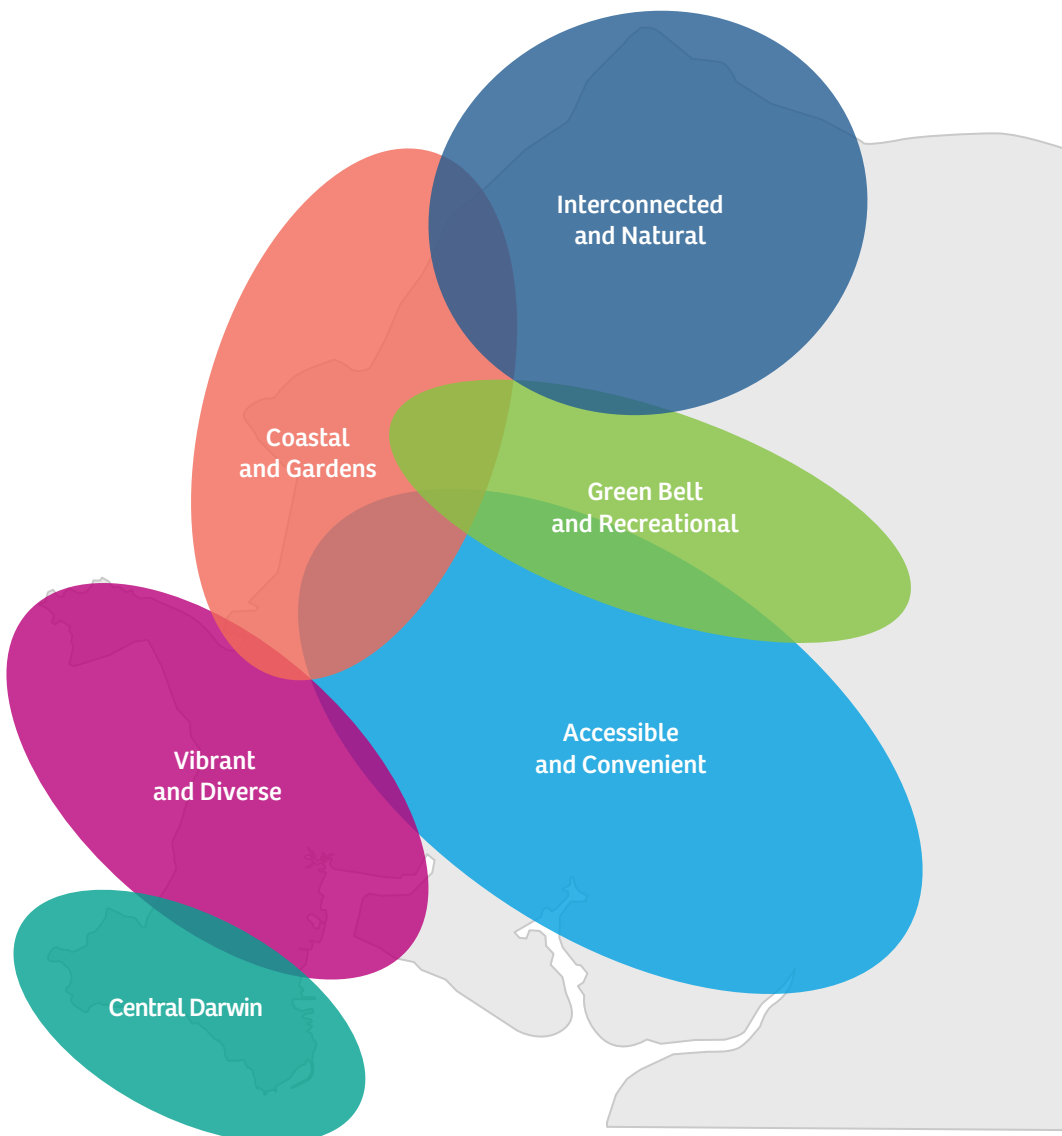 Interconnected
and Natural
Coastal
and Gardens
Green Belt
and Recreational
Accessible
and Convenient
Vibrant
and Diverse
Central Darwin